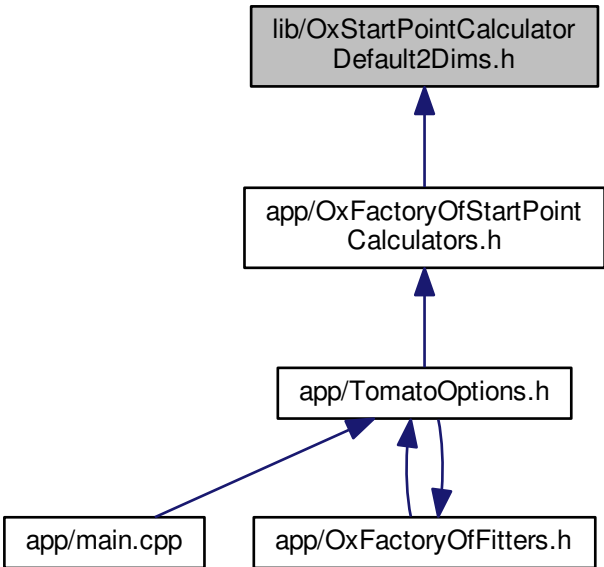 lib/OxStartPointCalculator
Default2Dims.h
app/OxFactoryOfStartPoint
Calculators.h
app/TomatoOptions.h
app/main.cpp
app/OxFactoryOfFitters.h